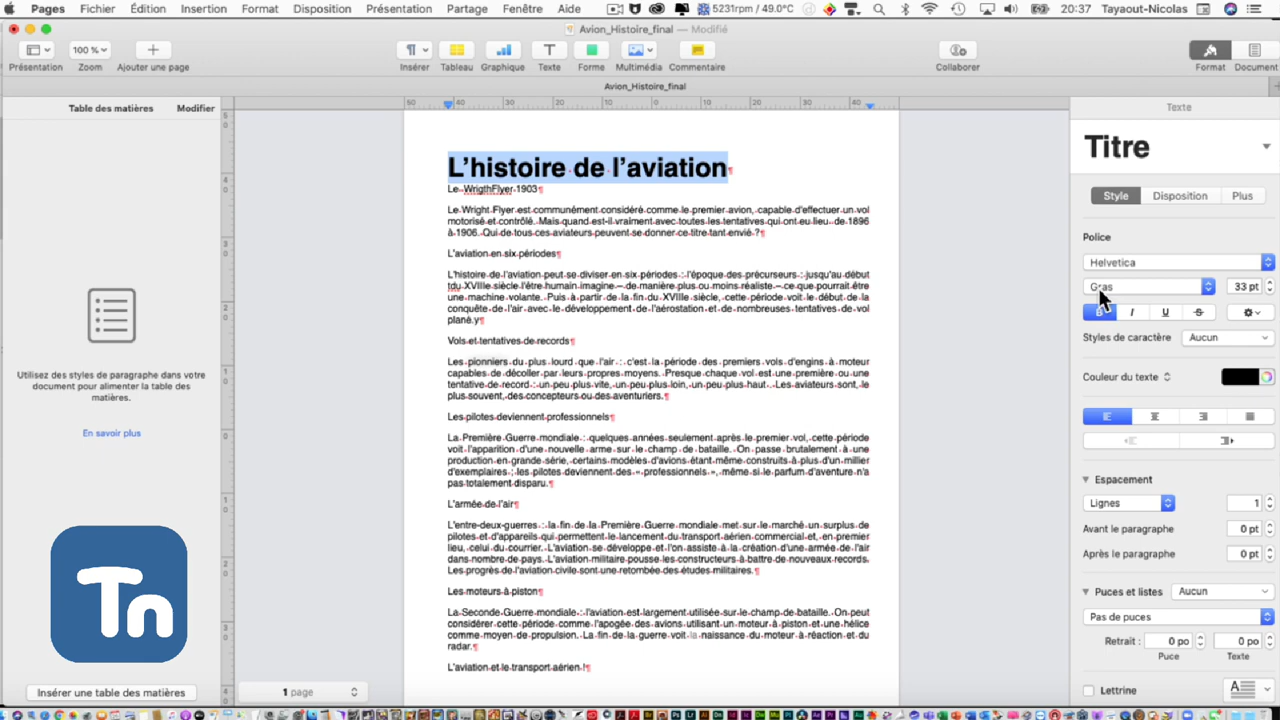 Pages Fichier Édition Insertion Format Disposition Présentation Partage Fenêtre Aide 5231rpm / 49.0°C 20:37 Tayaout-Nicolas
Avion_Histoire_final — Modifié
100 %
Présentation Zoom Ajouter une page Insérer Tableau Graphique Texte Forme Multimédia Commentaire Collaborer Format Document
Avion_Histoire_final
Table des matières Modifier
50 40 30 20 10 0 10 20 30 40
Texte
L'histoire de l'aviation¶
Titre
Le WrigthFlyer 1903¶
Style Disposition Plus
Le Wright Flyer est communément considéré comme le premier avion, capable d'effectuer un vol
motorisé et contrôlé. Mais quand est-il vraiment avec toutes les tentatives qui ont eu lieu de 1896
à 1906. Qui de tous ces aviateurs peuvent se donner ce titre tant envié ?¶
L'aviation en six périodes¶
L'histoire de l'aviation peut se diviser en six périodes : l'époque des précurseurs : jusqu'au début
tdu XVIIIe siècle l'être humain imagine – de manière plus ou moins réaliste – ce que pourrait être
une machine volante. Puis à partir de la fin du XVIIIe siècle, cette période voit le début de la
conquête de l'air avec le développement de l'aérostation et de nombreuses tentatives de vol
plané.y¶
Vols et tentatives de records¶
Les pionniers du plus lourd que l'air : c'est la période des premiers vols d'engins à moteur
capables de décoller par leurs propres moyens. Presque chaque vol est une première ou une
tentative de record : un peu plus vite, un peu plus loin, un peu plus haut. Les aviateurs sont, le
plus souvent, des concepteurs ou des aventuriers.¶
Les pilotes deviennent professionnels¶
La Première Guerre mondiale : quelques années seulement après le premier vol, cette période
voit l'apparition d'une nouvelle arme sur le champ de bataille. On passe brutalement à une
production en grande série, certains modèles d'avions étant même construits à plus d'un millier
d'exemplaires ; les pilotes deviennent des « professionnels », même si le parfum d'aventure n'a
pas totalement disparu.¶
L'armée de l'air¶
L'entre-deux-guerres : la fin de la Première Guerre mondiale met sur le marché un surplus de
pilotes et d'appareils qui permettent le lancement du transport aérien commercial et, en premier
lieu, celui du courrier. L'aviation se développe et l'on assiste à la création d'une armée de l'air
dans nombre de pays. L'aviation militaire pousse les constructeurs à battre de nouveaux records.
Les progrès de l'aviation civile sont une retombée des études militaires.¶
Les moteurs à piston¶
La Seconde Guerre mondiale : l'aviation est largement utilisée sur le champ de bataille. On peut
considérer cette période comme l'apogée des avions utilisant un moteur à piston et une hélice
comme moyen de propulsion. La fin de la guerre voit la naissance du moteur à réaction et du
radar.¶
L'aviation et le transport aérien !¶
Utilisez des styles de paragraphe dans votre
document pour alimenter la table des
matières.
En savoir plus
Tn
Insérer une table des matières
1 page
Police
Helvetica
Gras 33 pt
B I U S
Styles de caractère Aucun
Couleur du texte
Espacement
Lignes 1
Avant le paragraphe 0 pt
Après le paragraphe 0 pt
Puces et listes Aucun
Pas de puces
Retrait : 0 po 0 po
Puce Texte
Lettrine